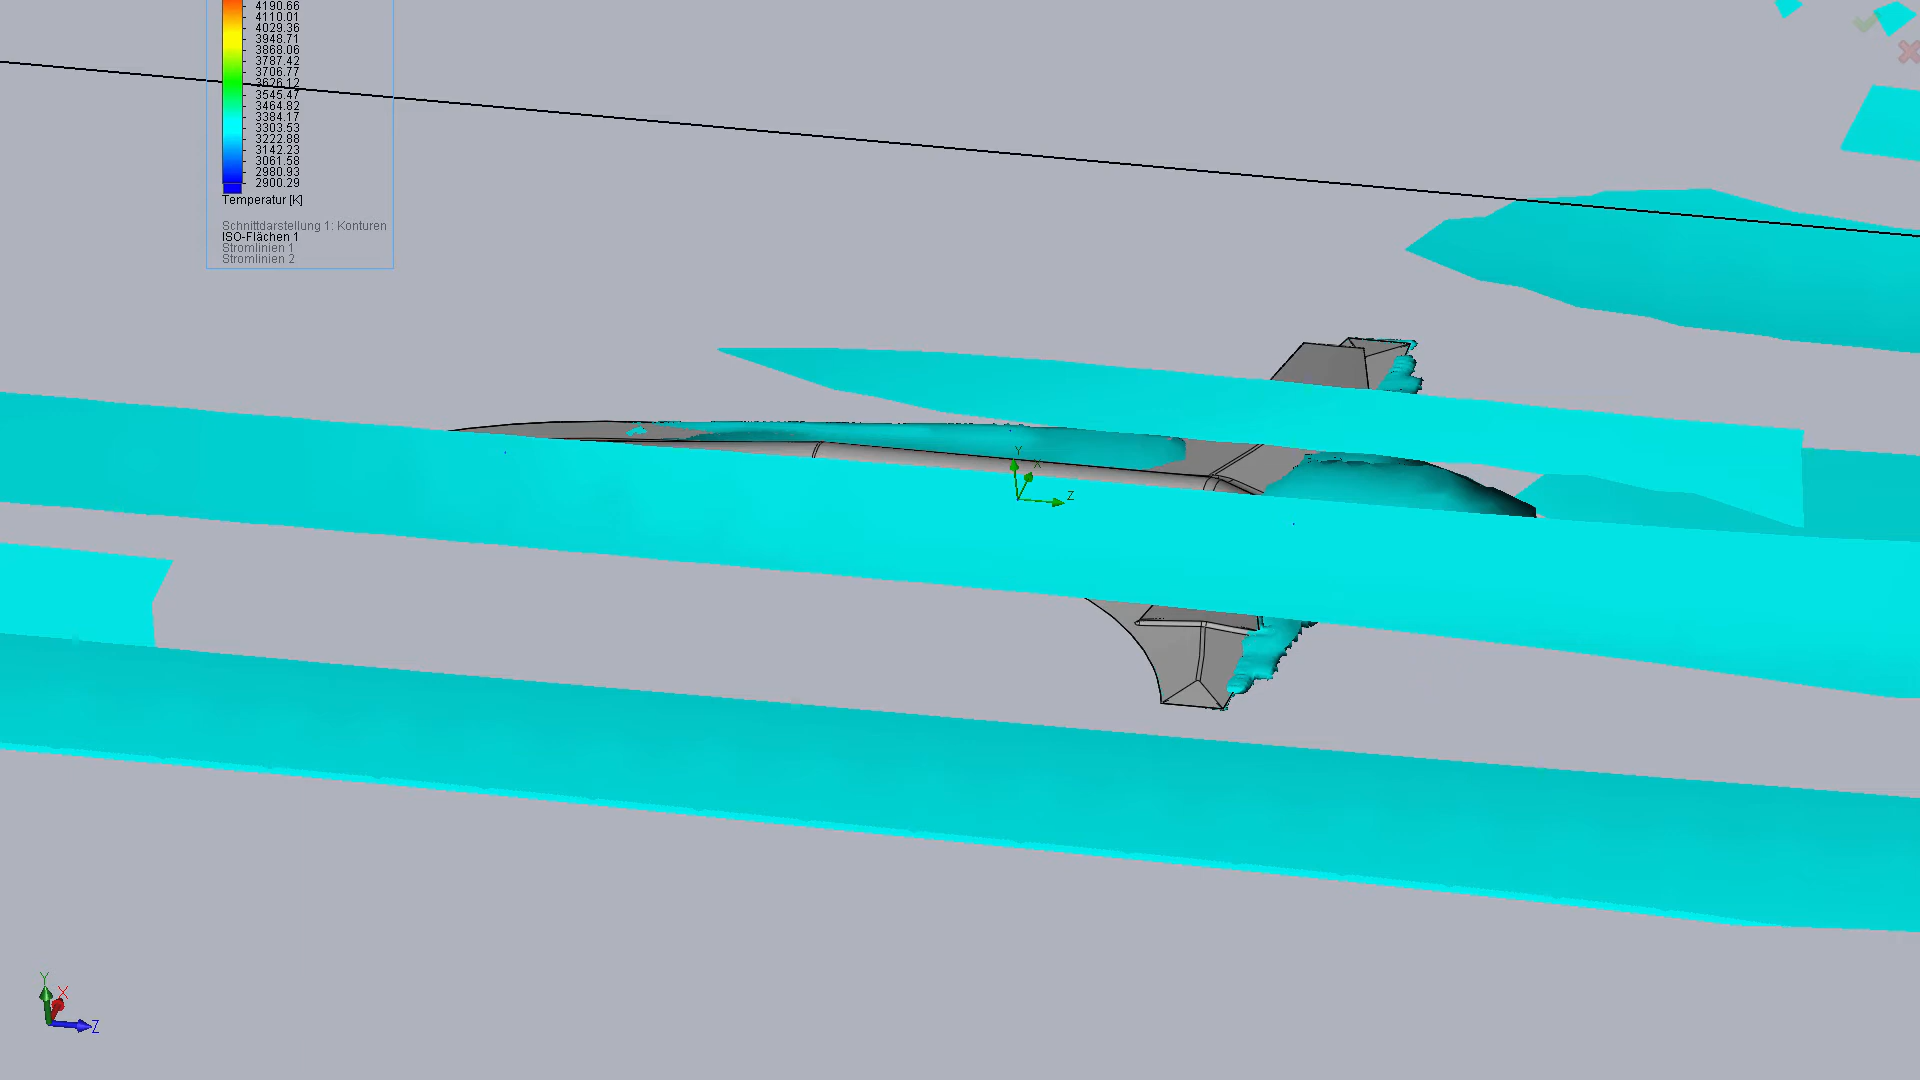 4190.66
4110.01
4029.36
3948.71
3868.06
3787.42
3706.77
3626.12
3545.47
3464.82
3384.17
3303.53
3222.88
3142.23
3061.58
2980.93
2900.29
Temperatur [K]
Schnittdarstellung 1: Konturen
ISO-Flächen 1
Stromlinien 1
Stromlinien 2
Y
X
Z
Y
X
Z